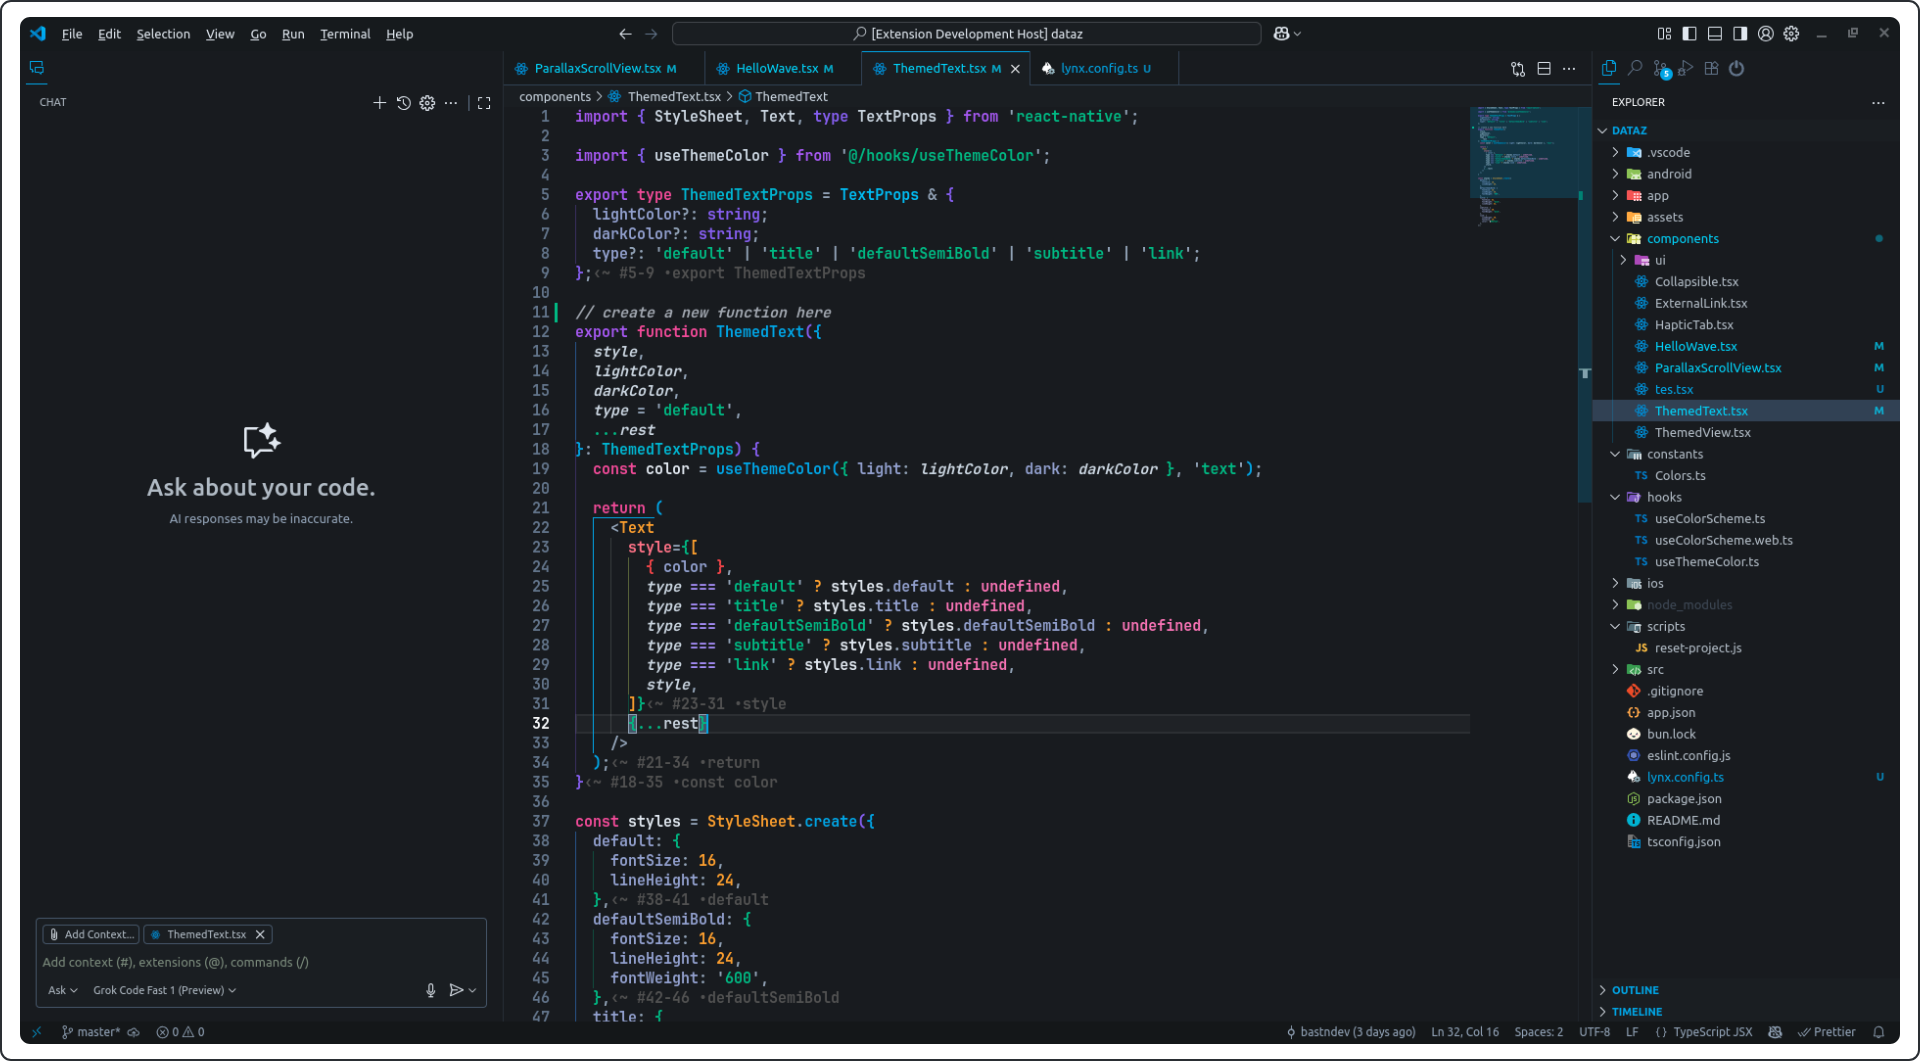 File Edit Selection View Go Run Terminal Help
[Extension Development Host] dataz
CHAT
Ask about your code.
AI responses may be inaccurate.
Add Context...
ThemedText.tsx
Add context (#), extensions (@), commands (/)
Ask
Grok Code Fast 1 (Preview)
ParallaxScrollView.tsx M
HelloWave.tsx M
ThemedText.tsx M
lynx.config.ts U
components > ThemedText.tsx > ThemedText
1 import { StyleSheet, Text, type TextProps } from 'react-native';
2
3 import { useThemeColor } from '@/hooks/useThemeColor';
4
5 export type ThemedTextProps = TextProps & {
6 lightColor?: string;
7 darkColor?: string;
8 type?: 'default' | 'title' | 'defaultSemiBold' | 'subtitle' | 'link';
9 };<~ #5-9 •export ThemedTextProps
10
11 // create a new function here
12 export function ThemedText({
13 style,
14 lightColor,
15 darkColor,
16 type = 'default',
17 ...rest
18 }: ThemedTextProps) {
19 const color = useThemeColor({ light: lightColor, dark: darkColor }, 'text');
20
21 return (
22 <Text
23 style={[
24 { color },
25 type === 'default' ? styles.default : undefined,
26 type === 'title' ? styles.title : undefined,
27 type === 'defaultSemiBold' ? styles.defaultSemiBold : undefined,
28 type === 'subtitle' ? styles.subtitle : undefined,
29 type === 'link' ? styles.link : undefined,
30 style,
31 ]}<~ #23-31 •style
32 {...rest}
33 />
34 );<~ #21-34 •return
35 }<~ #18-35 •const color
36
37 const styles = StyleSheet.create({
38 default: {
39 fontSize: 16,
40 lineHeight: 24,
41 },<~ #38-41 •default
42 defaultSemiBold: {
43 fontSize: 16,
44 lineHeight: 24,
45 fontWeight: '600',
46 },<~ #42-46 •defaultSemiBold
47 title: {
5
EXPLORER
DATAZ
.vscode
android
app
assets
components
ui
Collapsible.tsx
ExternalLink.tsx
HapticTab.tsx
HelloWave.tsx M
ParallaxScrollView.tsx M
tes.tsx U
ThemedText.tsx M
ThemedView.tsx
constants
TS Colors.ts
hooks
TS useColorScheme.ts
TS useColorScheme.web.ts
TS useThemeColor.ts
ios
node_modules
scripts
JS reset-project.js
src
.gitignore
app.json
bun.lock
eslint.config.js
lynx.config.ts U
package.json
README.md
tsconfig.json
OUTLINE
TIMELINE
master* 0 0
bastndev (3 days ago) Ln 32, Col 16 Spaces: 2 UTF-8 LF { } TypeScript JSX Prettier